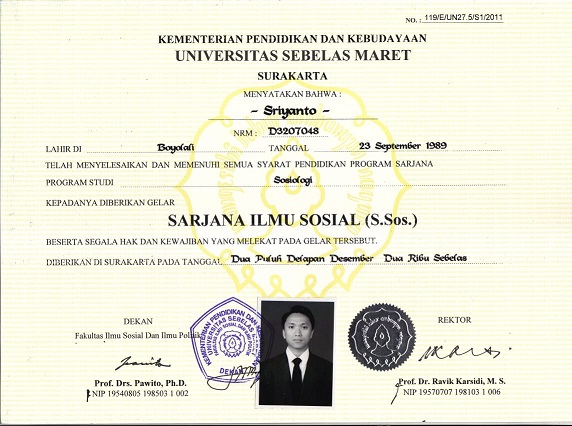 NO. : 119/E/UN27.5/S1/2011
KEMENTERIAN PENDIDIKAN DAN KEBUDAYAAN
UNIVERSITAS SEBELAS MARET
SURAKARTA
MENYATAKAN BAHWA :
~ Sriyanto ~
NRM : D3207048
LAHIR DI Boyolali TANGGAL 23 September 1989
TELAH MENYELESAIKAN DAN MEMENUHI SEMUA SYARAT PENDIDIKAN PROGRAM SARJANA
PROGRAM STUDI Sosiologi
KEPADANYA DIBERIKAN GELAR
SARJANA ILMU SOSIAL (S.Sos.)
BESERTA SEGALA HAK DAN KEWAJIBAN YANG MELEKAT PADA GELAR TERSEBUT.
DIBERIKAN DI SURAKARTA PADA TANGGAL Dua Puluh Delapan Desember Dua Ribu Sebelas
DEKAN
Fakultas Ilmu Sosial Dan Ilmu Politik
Prof. Drs. Pawito, Ph.D.
NIP 19540805 198503 1 002
KEMENTERIAN PENDIDIKAN DAN
UNIVERSITAS SEBELAS
DEKAN
REKTOR
Prof. Dr. Ravik Karsidi, M. S.
NIP 19570707 198103 1 006